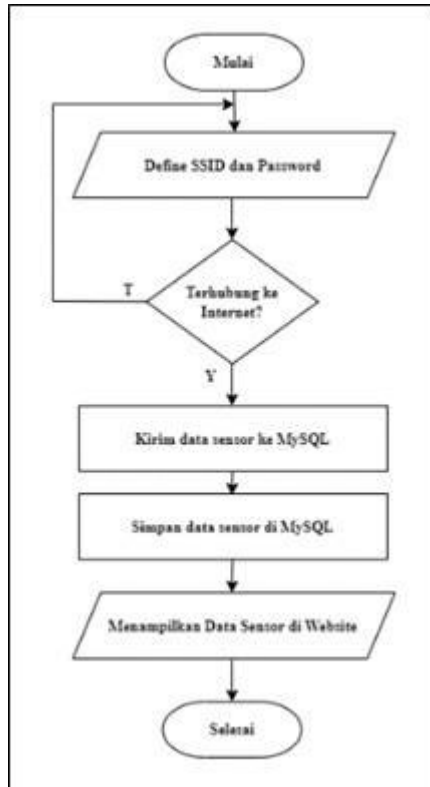 Mulai
Define SSID dan Password
Terhubung ke
Internet?
T
Y
Kirim data sensor ke MySQL
Simpan data sensor di MySQL
Menampilkan Data Sensor di Website
Selesai